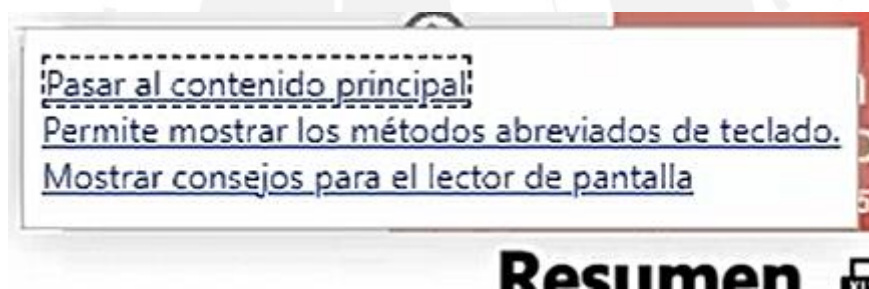 Pasar al contenido principal
Permite mostrar los métodos abreviados de teclado.
Mostrar consejos para el lector de pantalla
Resumen